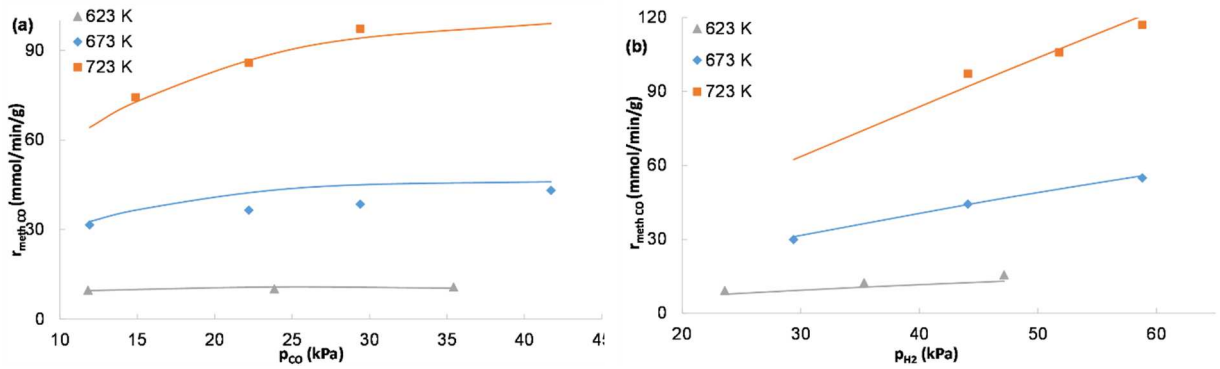 (a)
623 K
673 K
723 K
90
60
30
0
10 15 20 25 30 35 40 45
r_meth CO (mmol/min/g)
p_CO (kPa)
(b)
623 K
673 K
723 K
120
90
60
30
0
20 30 40 50 60
r_meth CO (mmol/min/g)
p_H2 (kPa)